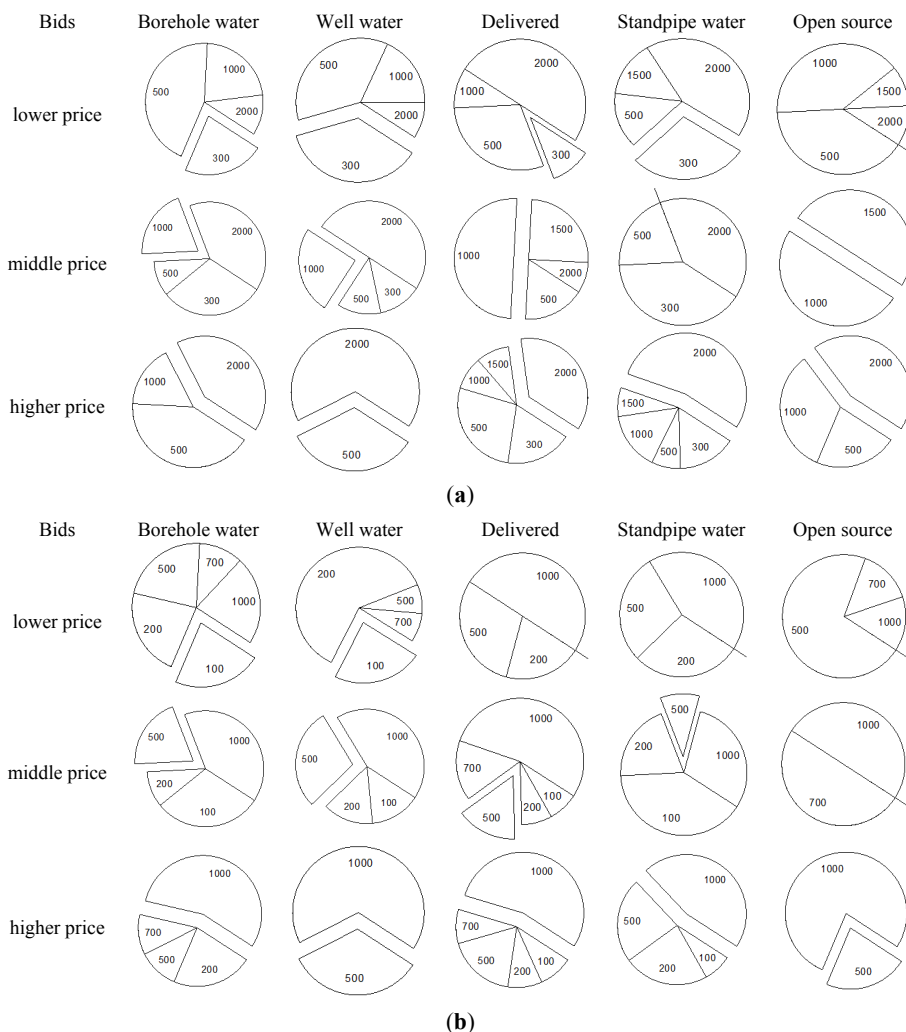 Bids Borehole water Well water Delivered Standpipe water Open source
lower price
500 1000 2000 300
500 1000 2000 300
2000 1000 500 300
1500 2000 500 300
1000 1500 2000 500
middle price
1000 2000 500 300
2000 1000 500 300
1000 1500 2000 500
500 2000 300
1500 1000
higher price
1000 2000 500
2000 500
1500 1000 2000 500 300
2000 1500 1000 500 300
2000 1000 500
(a)
Bids Borehole water Well water Delivered Standpipe water Open source
lower price
500 700 1000 200 100
200 500 700 100
1000 500 200
1000 500 200
700 1000 500
middle price
500 1000 200 100
1000 500 200 100
1000 700 100 200 500
500 200 1000 100
1000 700
higher price
1000 700 500 200
1000 500
1000 700 500 200 100
1000 500 200 100
1000 500
(b)